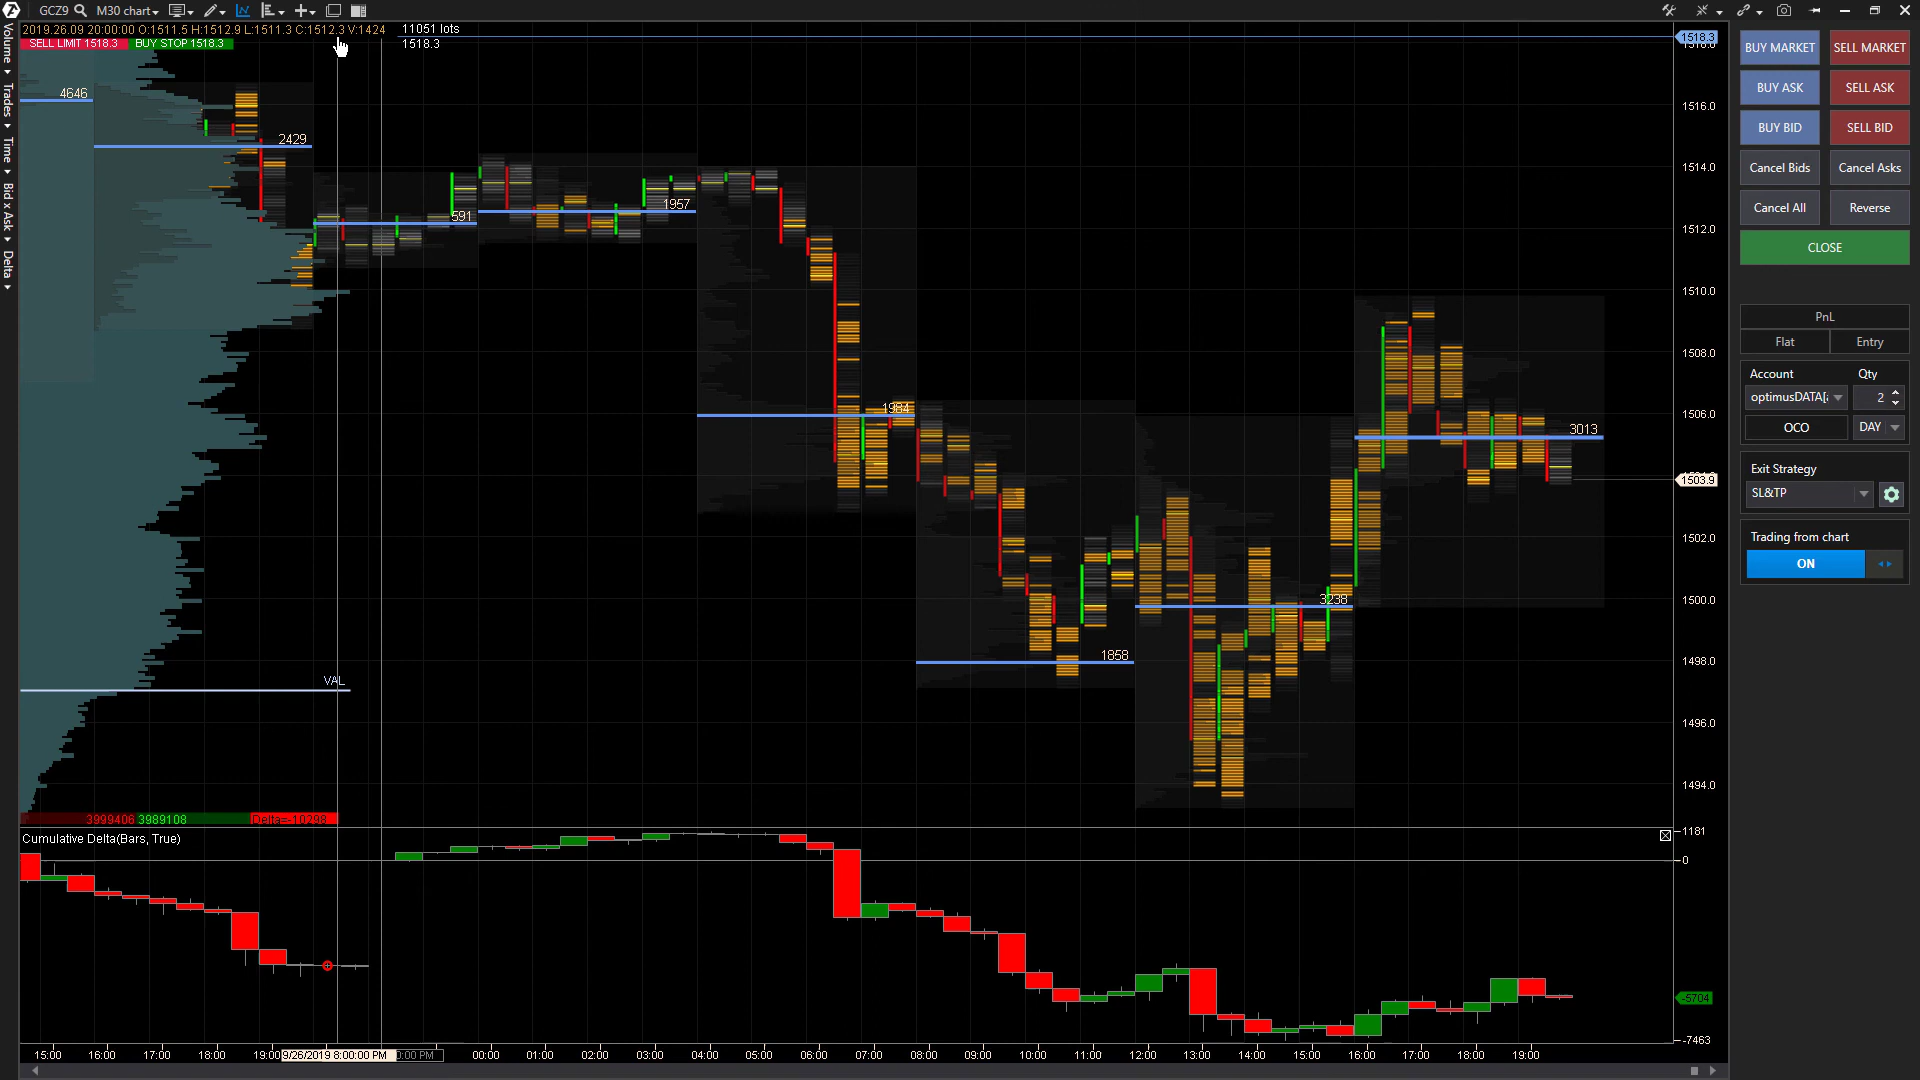 GCZ9 M30 chart
2019.26.09 20:00:00 O:1511.5 H:1512.9 L:1511.3 C:1512.3 V:1424
11051 lots
1518.3
SELL LIMIT 1518.3 BUY STOP 1518.3
Volume
Trades
Time
Bid x Ask
Delta
4646
2429
591
1957
1984
1858
3238
3013
VAL
1518.3
1518.0
1516.0
1514.0
1512.0
1510.0
1508.0
1506.0
1503.9
1502.0
1500.0
1498.0
1496.0
1494.0
3999406 3989108 Delta=-10298
Cumulative Delta(Bars, True)
1181
0
-5704
-7463
15:00 16:00 17:00 18:00 19:00 9/26/2019 8:00:00 PM 0:00 PM 00:00 01:00 02:00 03:00 04:00 05:00 06:00 07:00 08:00 09:00 10:00 11:00 12:00 13:00 14:00 15:00 16:00 17:00 18:00 19:00
BUY MARKET SELL MARKET
BUY ASK SELL ASK
BUY BID SELL BID
Cancel Bids Cancel Asks
Cancel All Reverse
CLOSE
PnL
Flat Entry
Account Qty
optimusDATA[ 2
OCO DAY
Exit Strategy
SL&TP
Trading from chart
ON